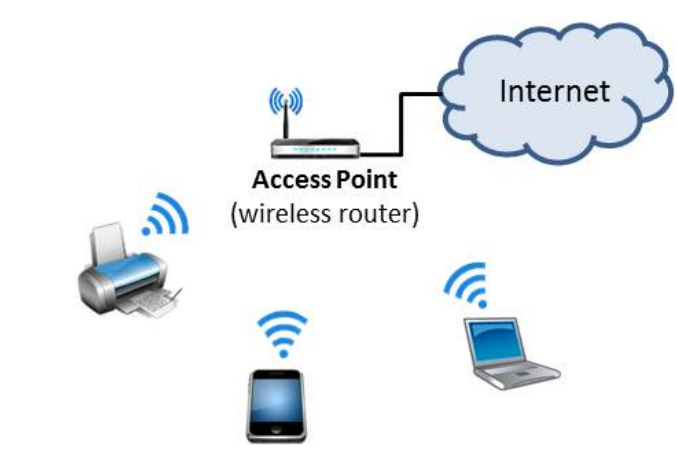 Internet
Access Point
(wireless router)